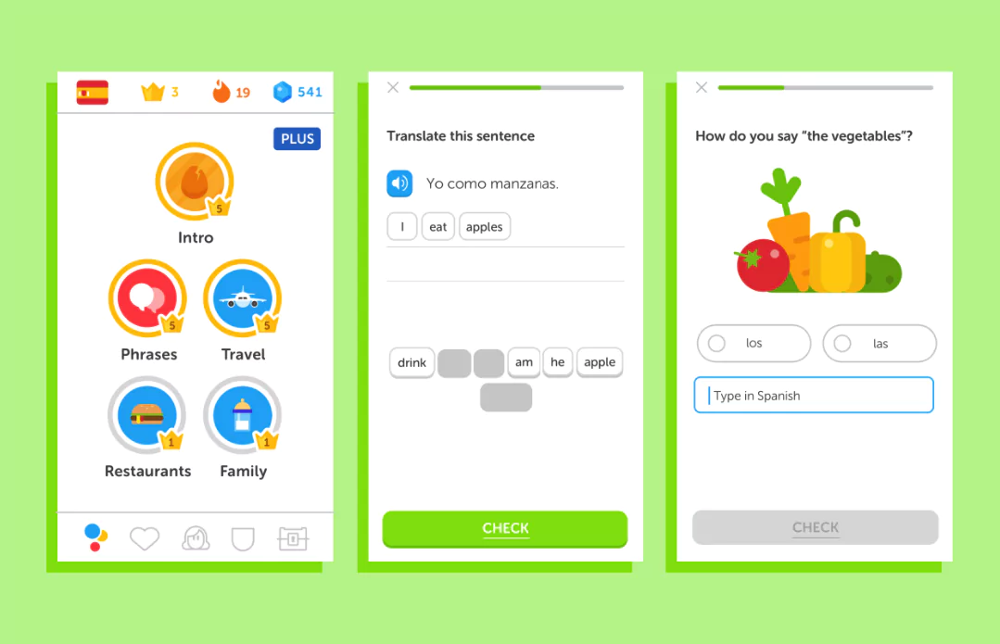 3 19 541
PLUS
5
Intro
5 5
Phrases Travel
1 1
Restaurants Family
Translate this sentence
Yo como manzanas.
I eat apples
drink am he apple
CHECK
How do you say “the vegetables”?
los las
Type in Spanish
CHECK